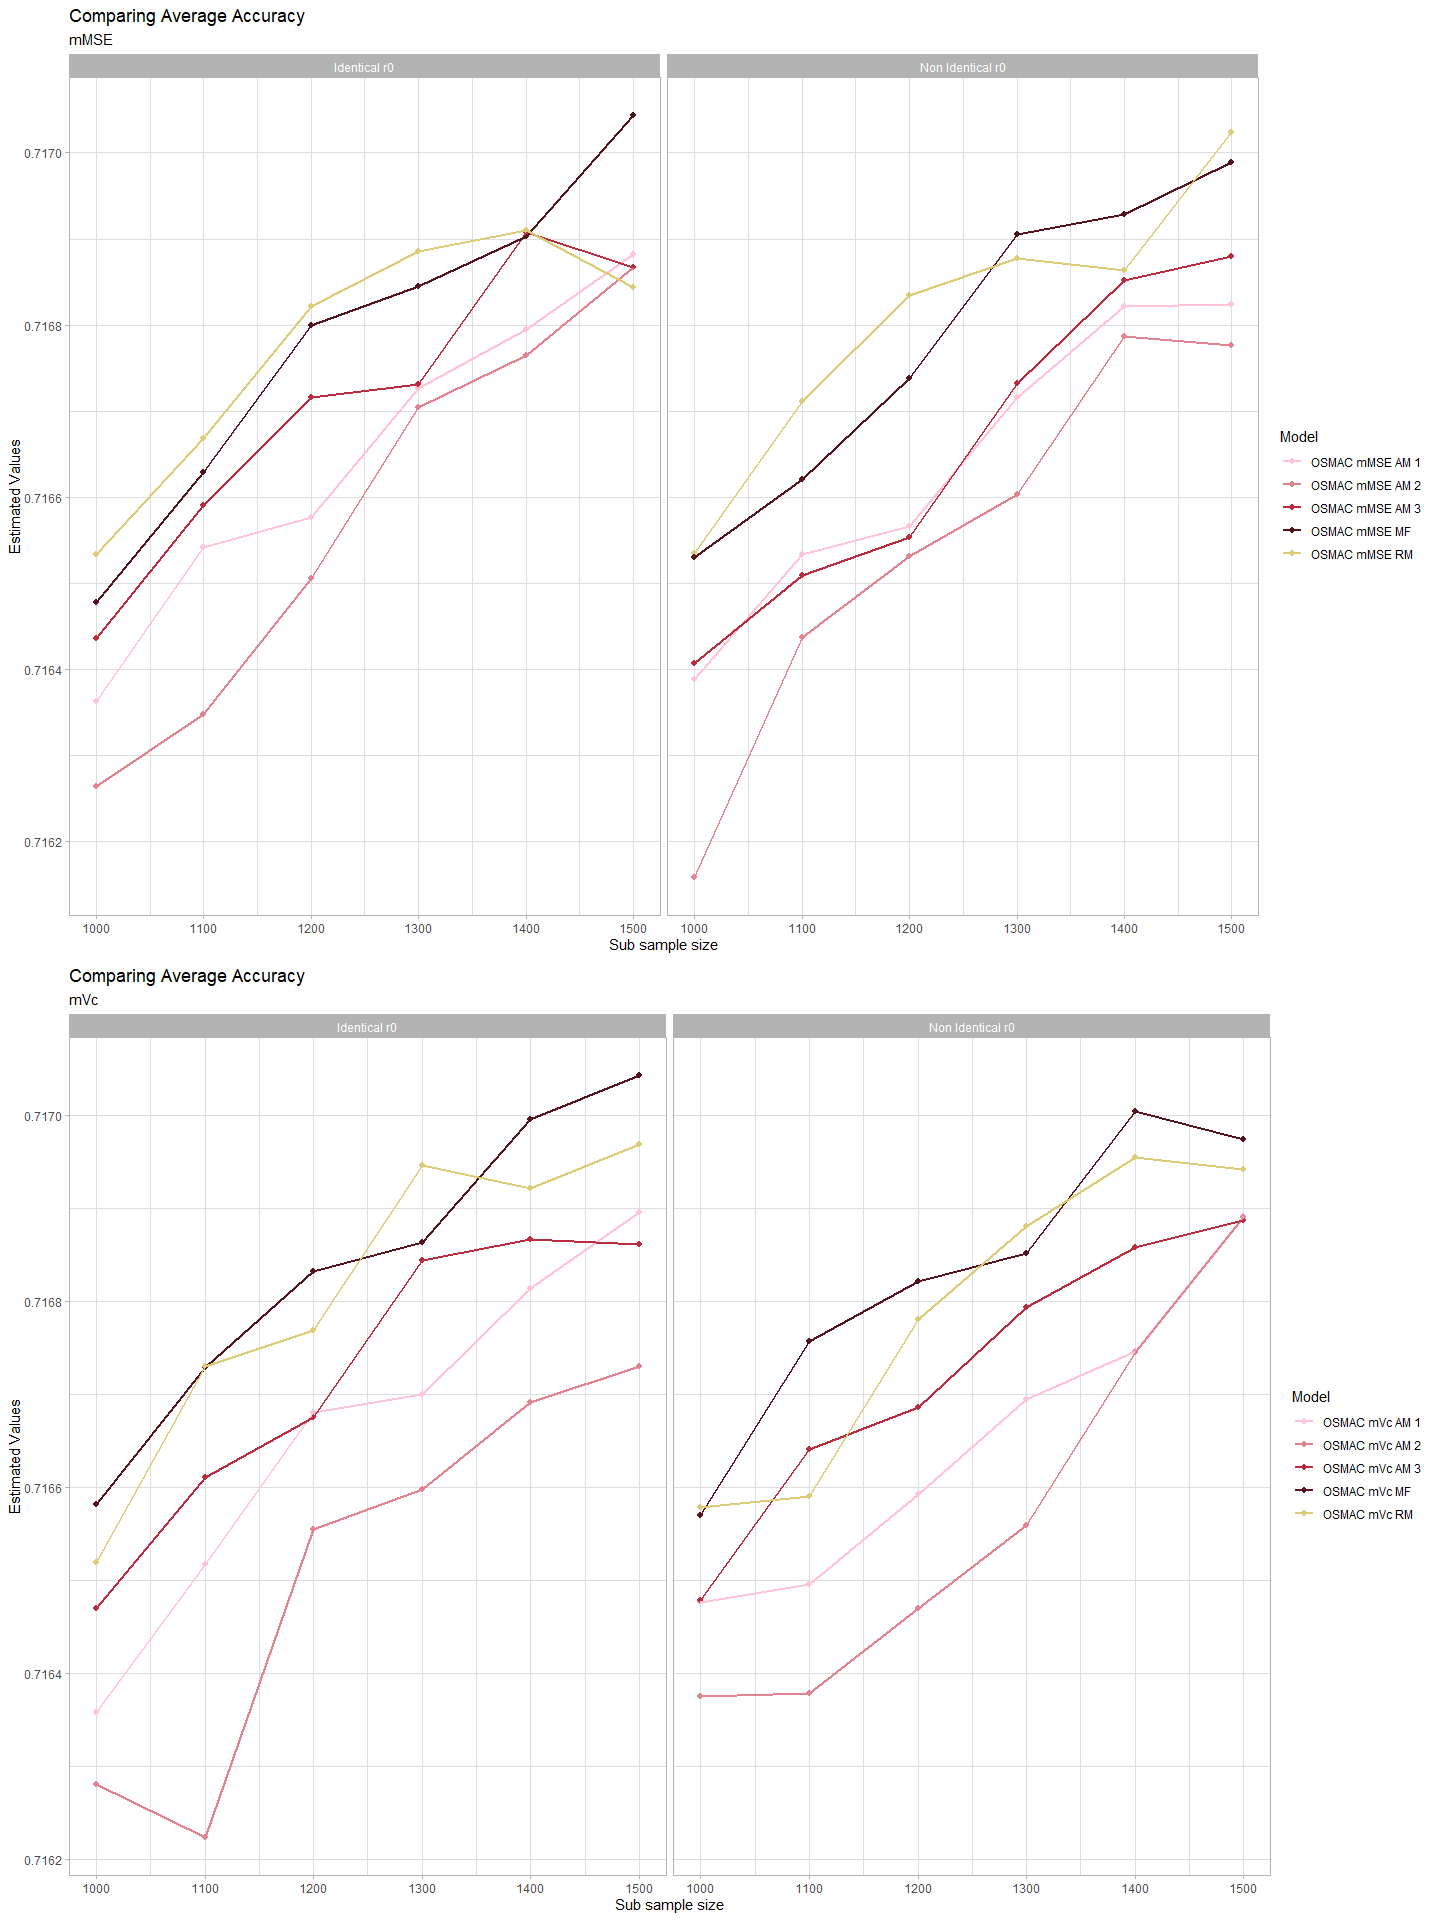 Comparing Average Accuracy
mMSE
Identical r0
Non Identical r0
Estimated Values
0.7170
0.7168
0.7166
0.7164
0.7162
1000 1100 1200 1300 1400 1500
1000 1100 1200 1300 1400 1500
Sub sample size
Model
OSMAC mMSE AM 1
OSMAC mMSE AM 2
OSMAC mMSE AM 3
OSMAC mMSE MF
OSMAC mMSE RM
Comparing Average Accuracy
mVc
Identical r0
Non Identical r0
Estimated Values
0.7170
0.7168
0.7166
0.7164
0.7162
1000 1100 1200 1300 1400 1500
1000 1100 1200 1300 1400 1500
Sub sample size
Model
OSMAC mVc AM 1
OSMAC mVc AM 2
OSMAC mVc AM 3
OSMAC mVc MF
OSMAC mVc RM